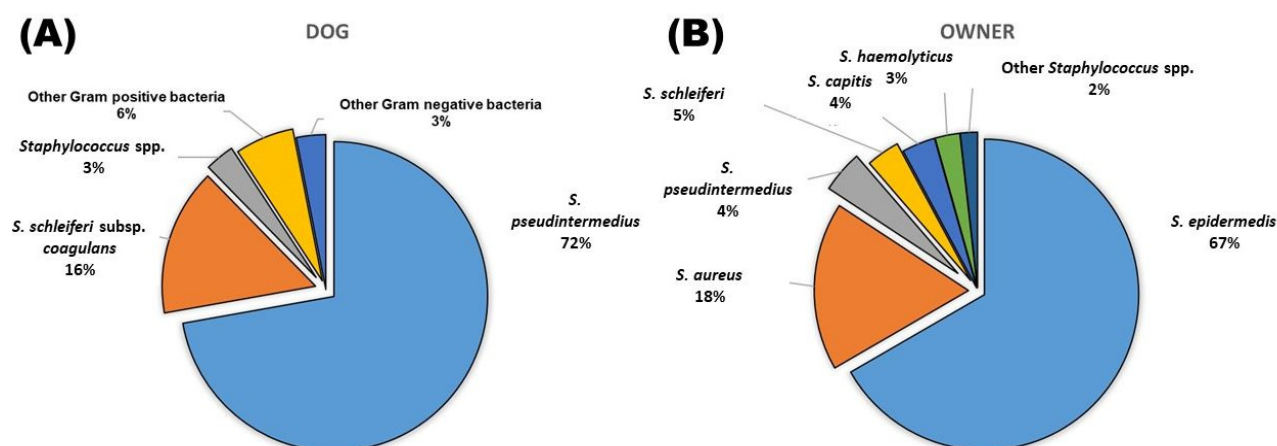 (A)
DOG
Other Gram positive bacteria
6%
Other Gram negative bacteria
3%
Staphylococcus spp.
3%
S. schleiferi subsp.
coagulans
16%
S.
pseudintermedius
72%
(B)
OWNER
S. haemolyticus
3%
Other Staphylococcus spp.
2%
S. capitis
4%
S. schleiferi
5%
S.
pseudintermedius
4%
S. aureus
18%
S. epidermedis
67%